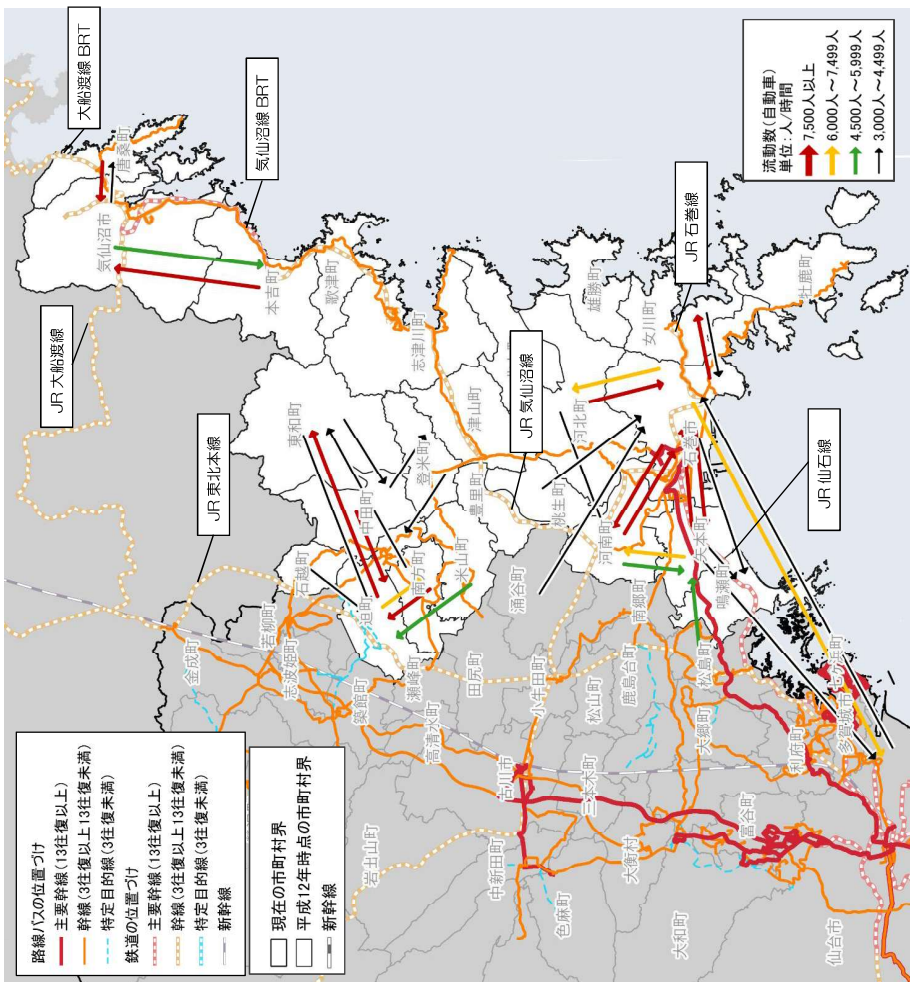 路線バスの位置づけ
主要幹線(13往復以上)
幹線(3往復以上13往復未満)
特定目的線(3往復未満)
鉄道の位置づけ
主要幹線(13往復以上)
幹線(3往復以上13往復未満)
特定目的線(3往復未満)
新幹線
現在の市町村界
平成12年時点の市町村界
新幹線
流動数(自動車)
単位:人/時間
7,500人以上
6,000人~7,499人
4,500人~5,999人
3,000人~4,499人
大船渡線 BRT
気仙沼線 BRT
JR 大船渡線
JR 東北本線
JR 気仙沼線
JR 石巻線
JR 仙石線
唐桑町
気仙沼市
本吉町
歌津町
志津川町
津山町
東和町
中田町
登米町
豊里町
石越町
迫町
南方町
米山町
桃生町
河北町
雄勝町
女川町
牡鹿町
石巻市
河南町
矢本町
鳴瀬町
金成町
若柳町
志波姫町
築館町
瀬峰町
高清水町
田尻町
涌谷町
小牛田町
南郷町
古川市
松山町
鹿島台町
三本木町
松島町
大郷町
岩出山町
中新田町
色麻町
大衡村
大和町
富谷町
利府町
多賀城市
七ヶ浜町
仙台市